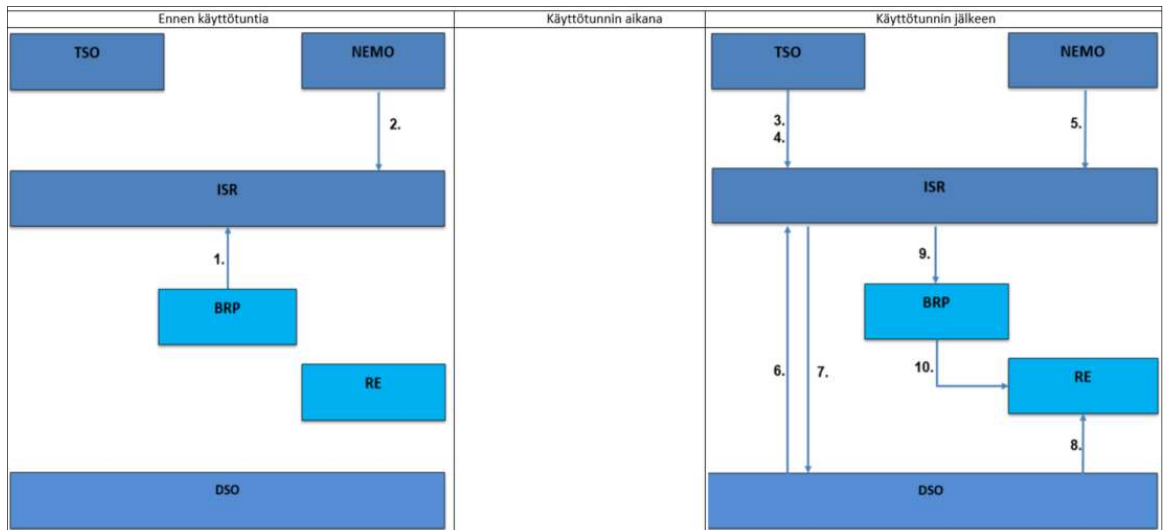 Ennen käyttötuntia
Käyttötunnin aikana
Käyttötunnin jälkeen
TSO
NEMO
2.
ISR
1.
BRP
RE
DSO
TSO
NEMO
3.
4.
5.
ISR
9.
BRP
6.
7.
10.
RE
8.
DSO